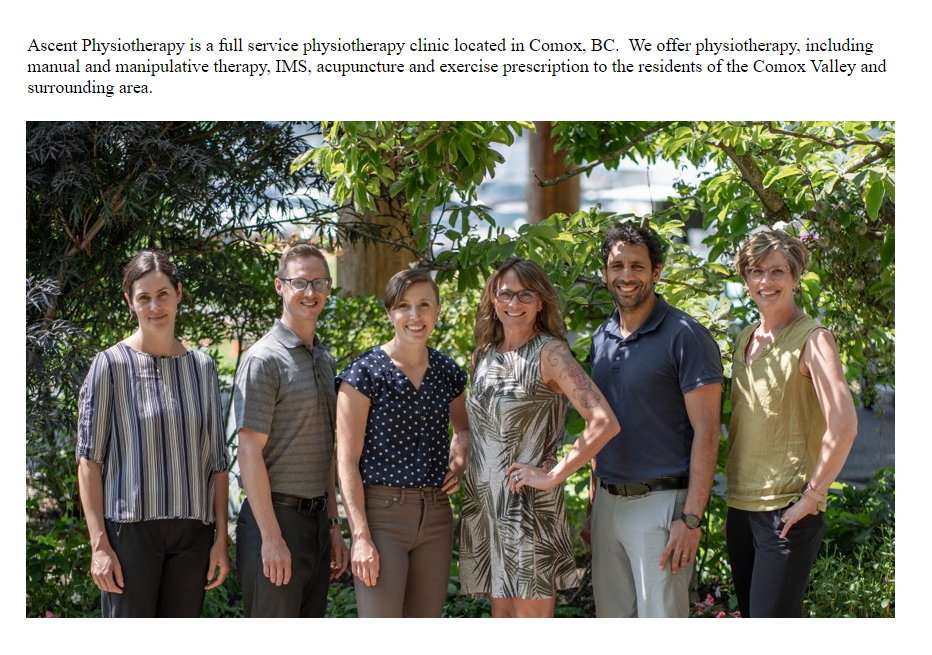 Ascent Physiotherapy is a full service physiotherapy clinic located in Comox, BC.  We offer physiotherapy, including
manual and manipulative therapy, IMS, acupuncture and exercise prescription to the residents of the Comox Valley and
surrounding area.